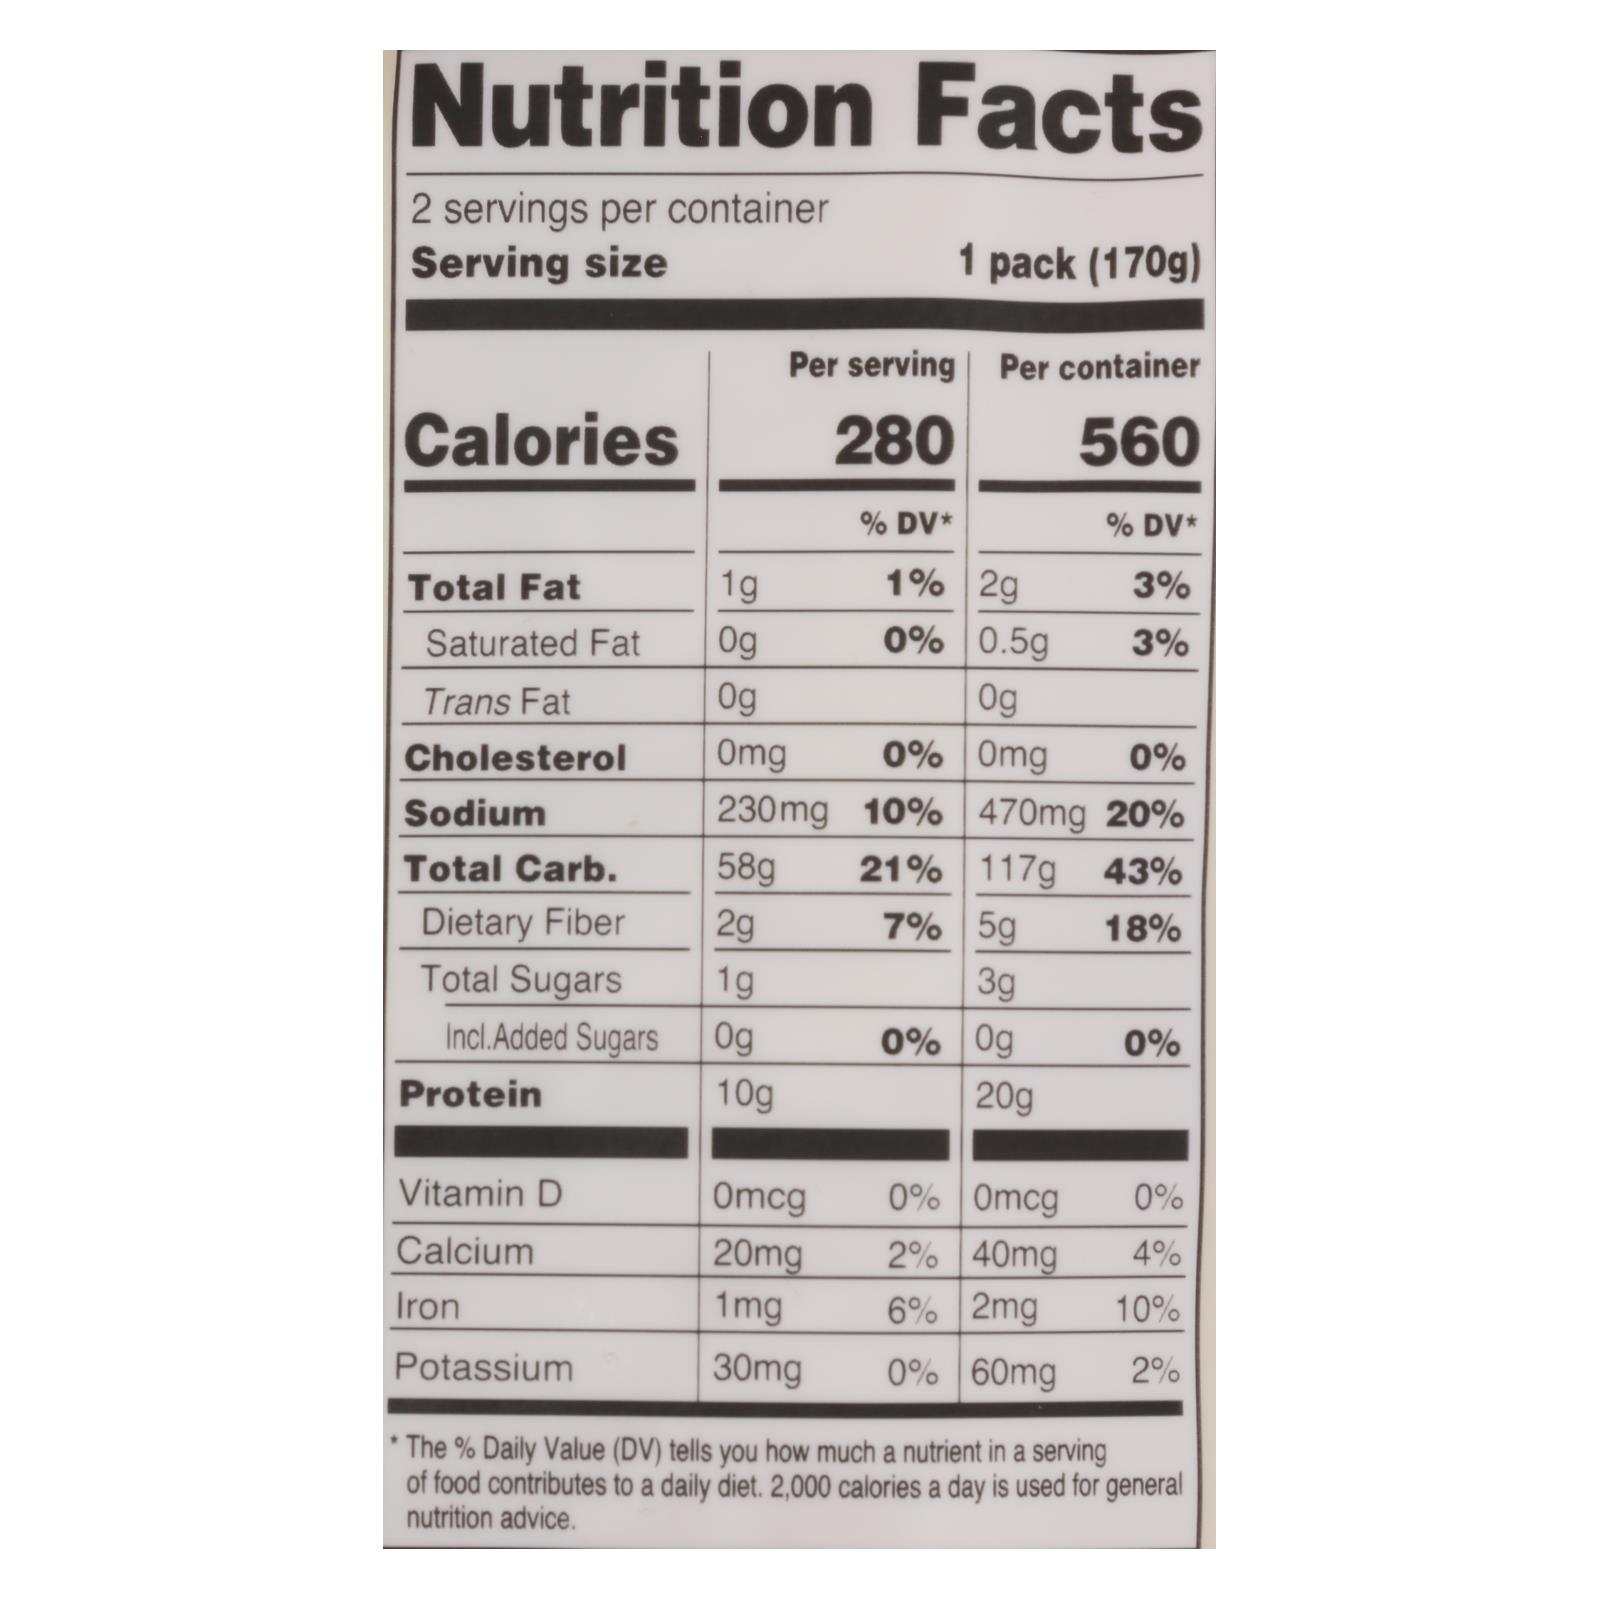 Nutrition Facts
2 servings per container
Serving size 1 pack (170g)
Per serving Per container
Calories 280 560
% DV* % DV*
Total Fat 1g 1% 2g 3%
Saturated Fat 0g 0% 0.5g 3%
Trans Fat 0g 0g
Cholesterol 0mg 0% 0mg 0%
Sodium 230mg 10% 470mg 20%
Total Carb. 58g 21% 117g 43%
Dietary Fiber 2g 7% 5g 18%
Total Sugars 1g 3g
Incl.Added Sugars 0g 0% 0g 0%
Protein 10g 20g
Vitamin D 0mcg 0% 0mcg 0%
Calcium 20mg 2% 40mg 4%
Iron 1mg 6% 2mg 10%
Potassium 30mg 0% 60mg 2%
* The % Daily Value (DV) tells you how much a nutrient in a serving
of food contributes to a daily diet. 2,000 calories a day is used for general
nutrition advice.